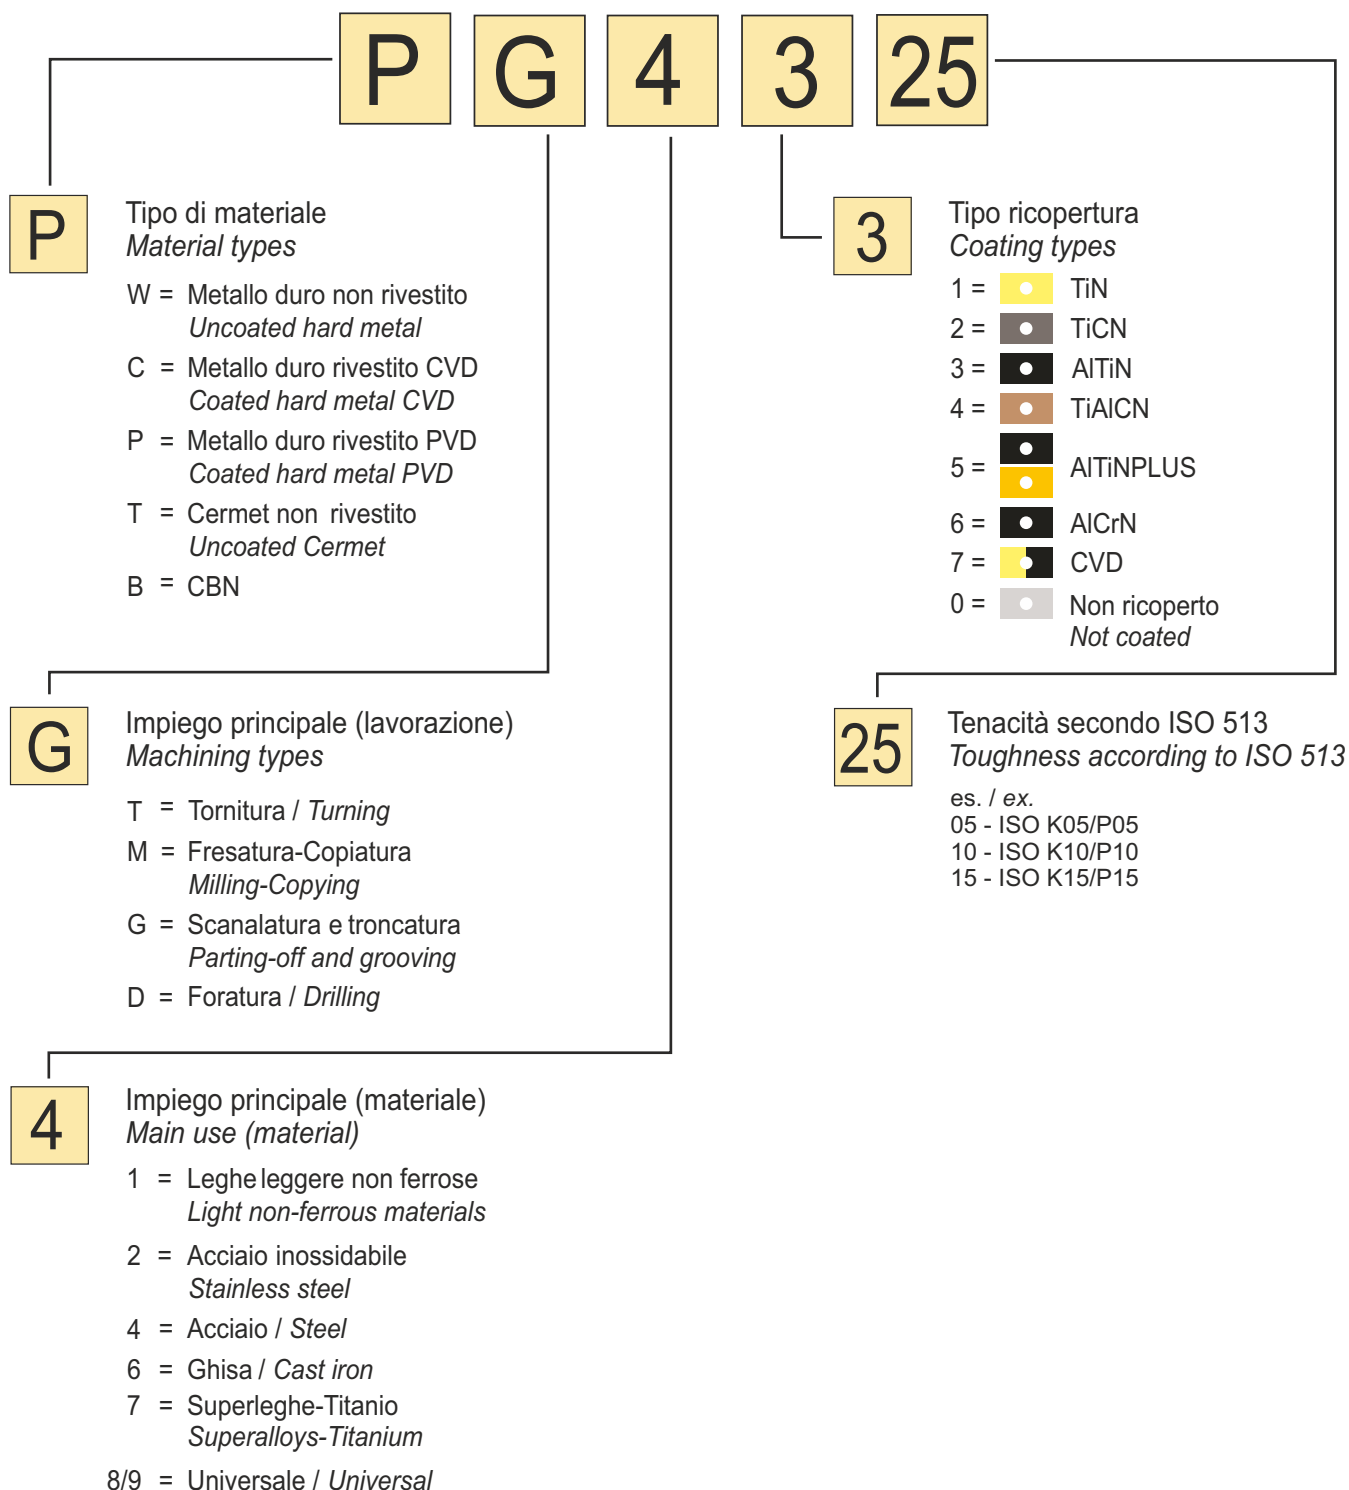 P G 4 3 25
P
Tipo di materiale
Material types
W = Metallo duro non rivestito
Uncoated hard metal
C = Metallo duro rivestito CVD
Coated hard metal CVD
P = Metallo duro rivestito PVD
Coated hard metal PVD
T = Cermet non rivestito
Uncoated Cermet
B = CBN
3
Tipo ricopertura
Coating types
1 = TiN
2 = TiCN
3 = AlTiN
4 = TiAlCN
5 = AlTiNPLUS
6 = AlCrN
7 = CVD
0 = Non ricoperto
Not coated
G
Impiego principale (lavorazione)
Machining types
T = Tornitura / Turning
M = Fresatura-Copiatura
Milling-Copying
G = Scanalatura e troncatura
Parting-off and grooving
D = Foratura / Drilling
25
Tenacità secondo ISO 513
Toughness according to ISO 513
es. / ex.
05 - ISO K05/P05
10 - ISO K10/P10
15 - ISO K15/P15
4
Impiego principale (materiale)
Main use (material)
1 = Leghe leggere non ferrose
Light non-ferrous materials
2 = Acciaio inossidabile
Stainless steel
4 = Acciaio / Steel
6 = Ghisa / Cast iron
7 = Superleghe-Titanio
Superalloys-Titanium
8/9 = Universale / Universal